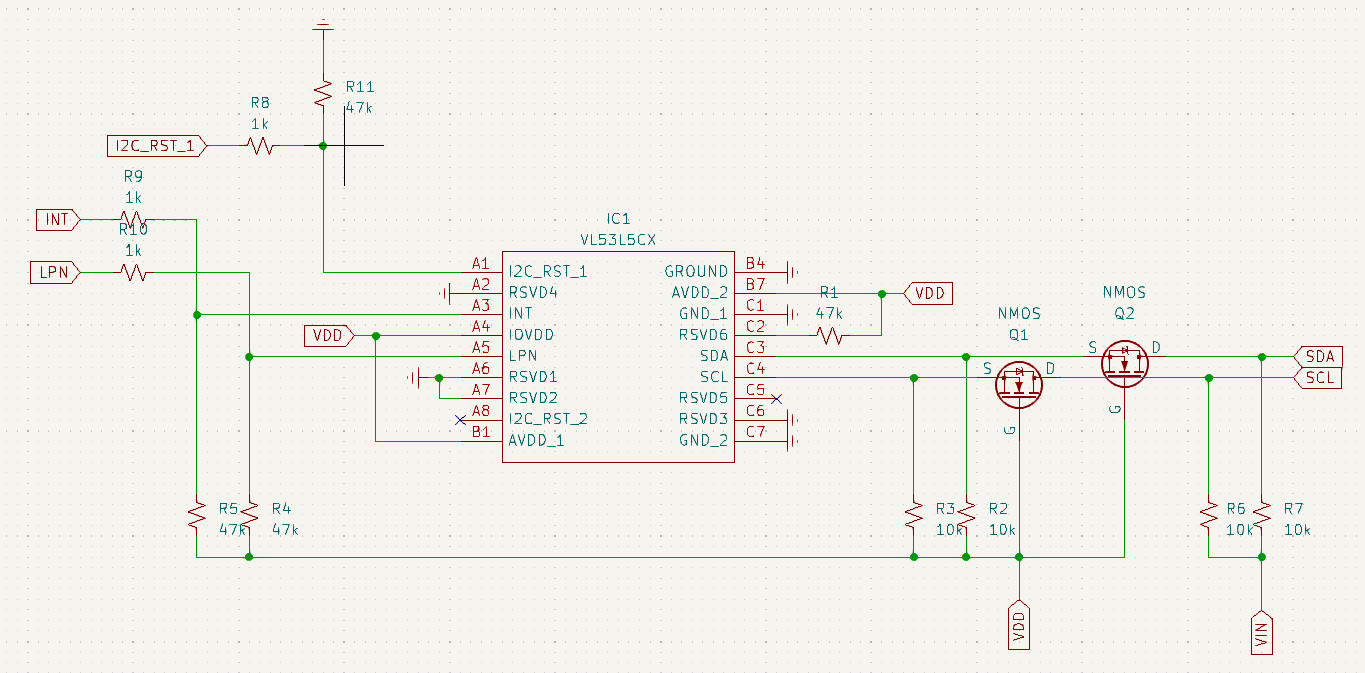 R11
47k
R8
1k
I2C_RST_1
R9
1k
INT
R10
1k
LPN
IC1
VL53L5CX
A1 I2C_RST_1
A2 RSVD4
A3 INT
A4 IOVDD
A5 LPN
A6 RSVD1
A7 RSVD2
A8 I2C_RST_2
B1 AVDD_1
GROUND B4
AVDD_2 B7
GND_1 C1
RSVD6 C2
SDA C3
SCL C4
RSVD5 C5
RSVD3 C6
GND_2 C7
VDD
R1
47k
VDD
NMOS
Q1
S D
G
NMOS
Q2
S D
G
SDA
SCL
R5
47k
R4
47k
R3
10k
R2
10k
R6
10k
R7
10k
VDD
VIN